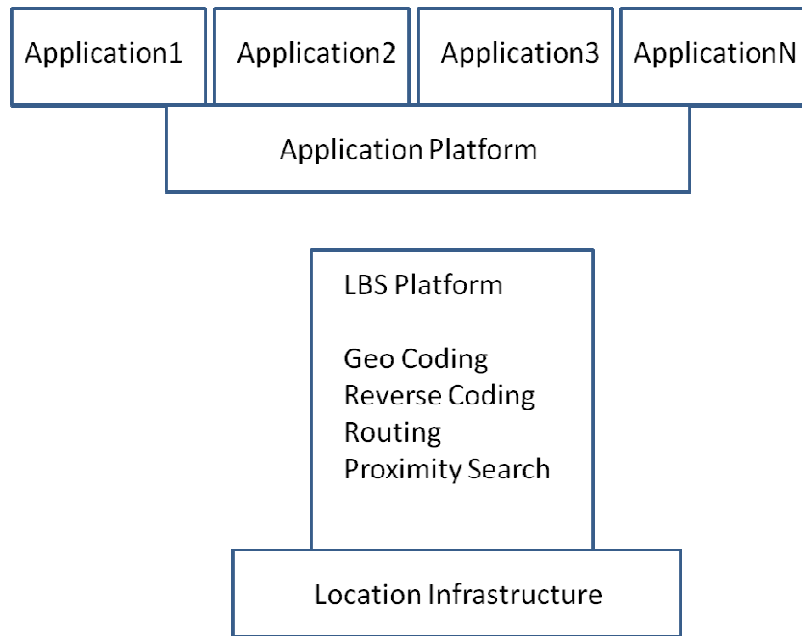 Application1
Application2
Application3
ApplicationN
Application Platform
LBS Platform
Geo Coding
Reverse Coding
Routing
Proximity Search
Location Infrastructure